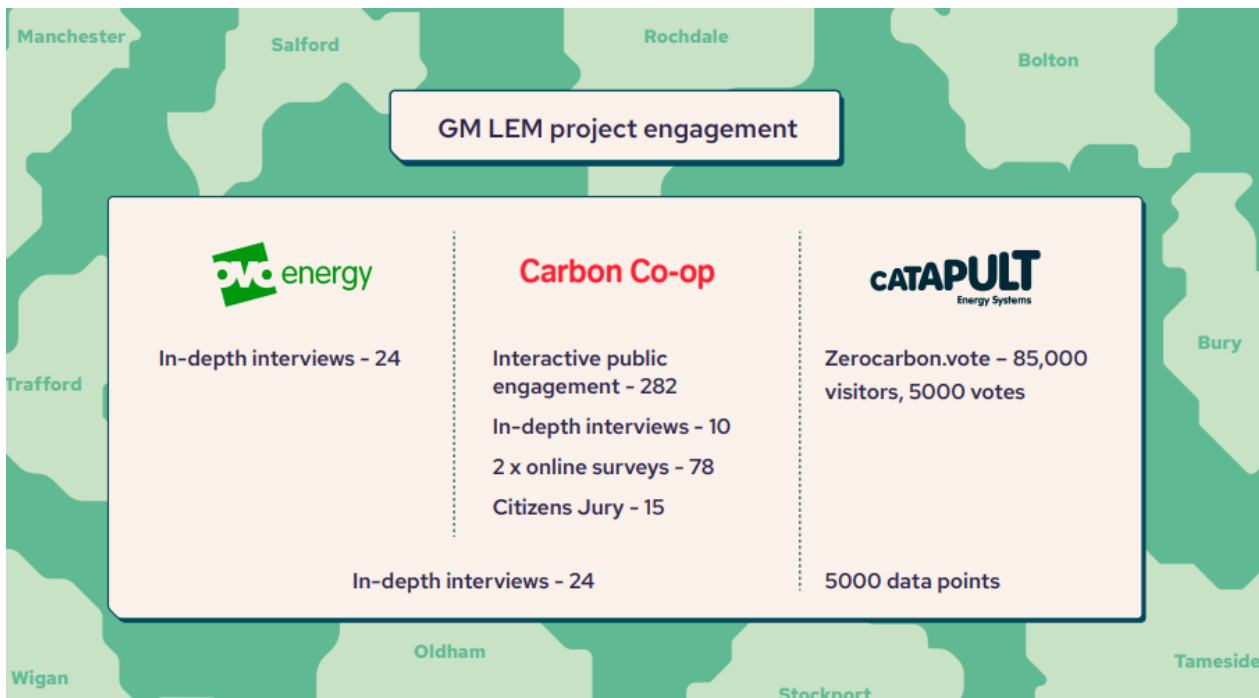 Manchester
Salford
Rochdale
Bolton
GM LEM project engagement
ovo energy
Carbon Co-op
CATAPULT
Energy Systems
In-depth interviews - 24
Interactive public
engagement - 282
In-depth interviews - 10
2 x online surveys - 78
Citizens Jury - 15
Zerocarbon.vote – 85,000
visitors, 5000 votes
Bury
Trafford
In-depth interviews - 24
5000 data points
Oldham
Tameside
Wigan
Stockport